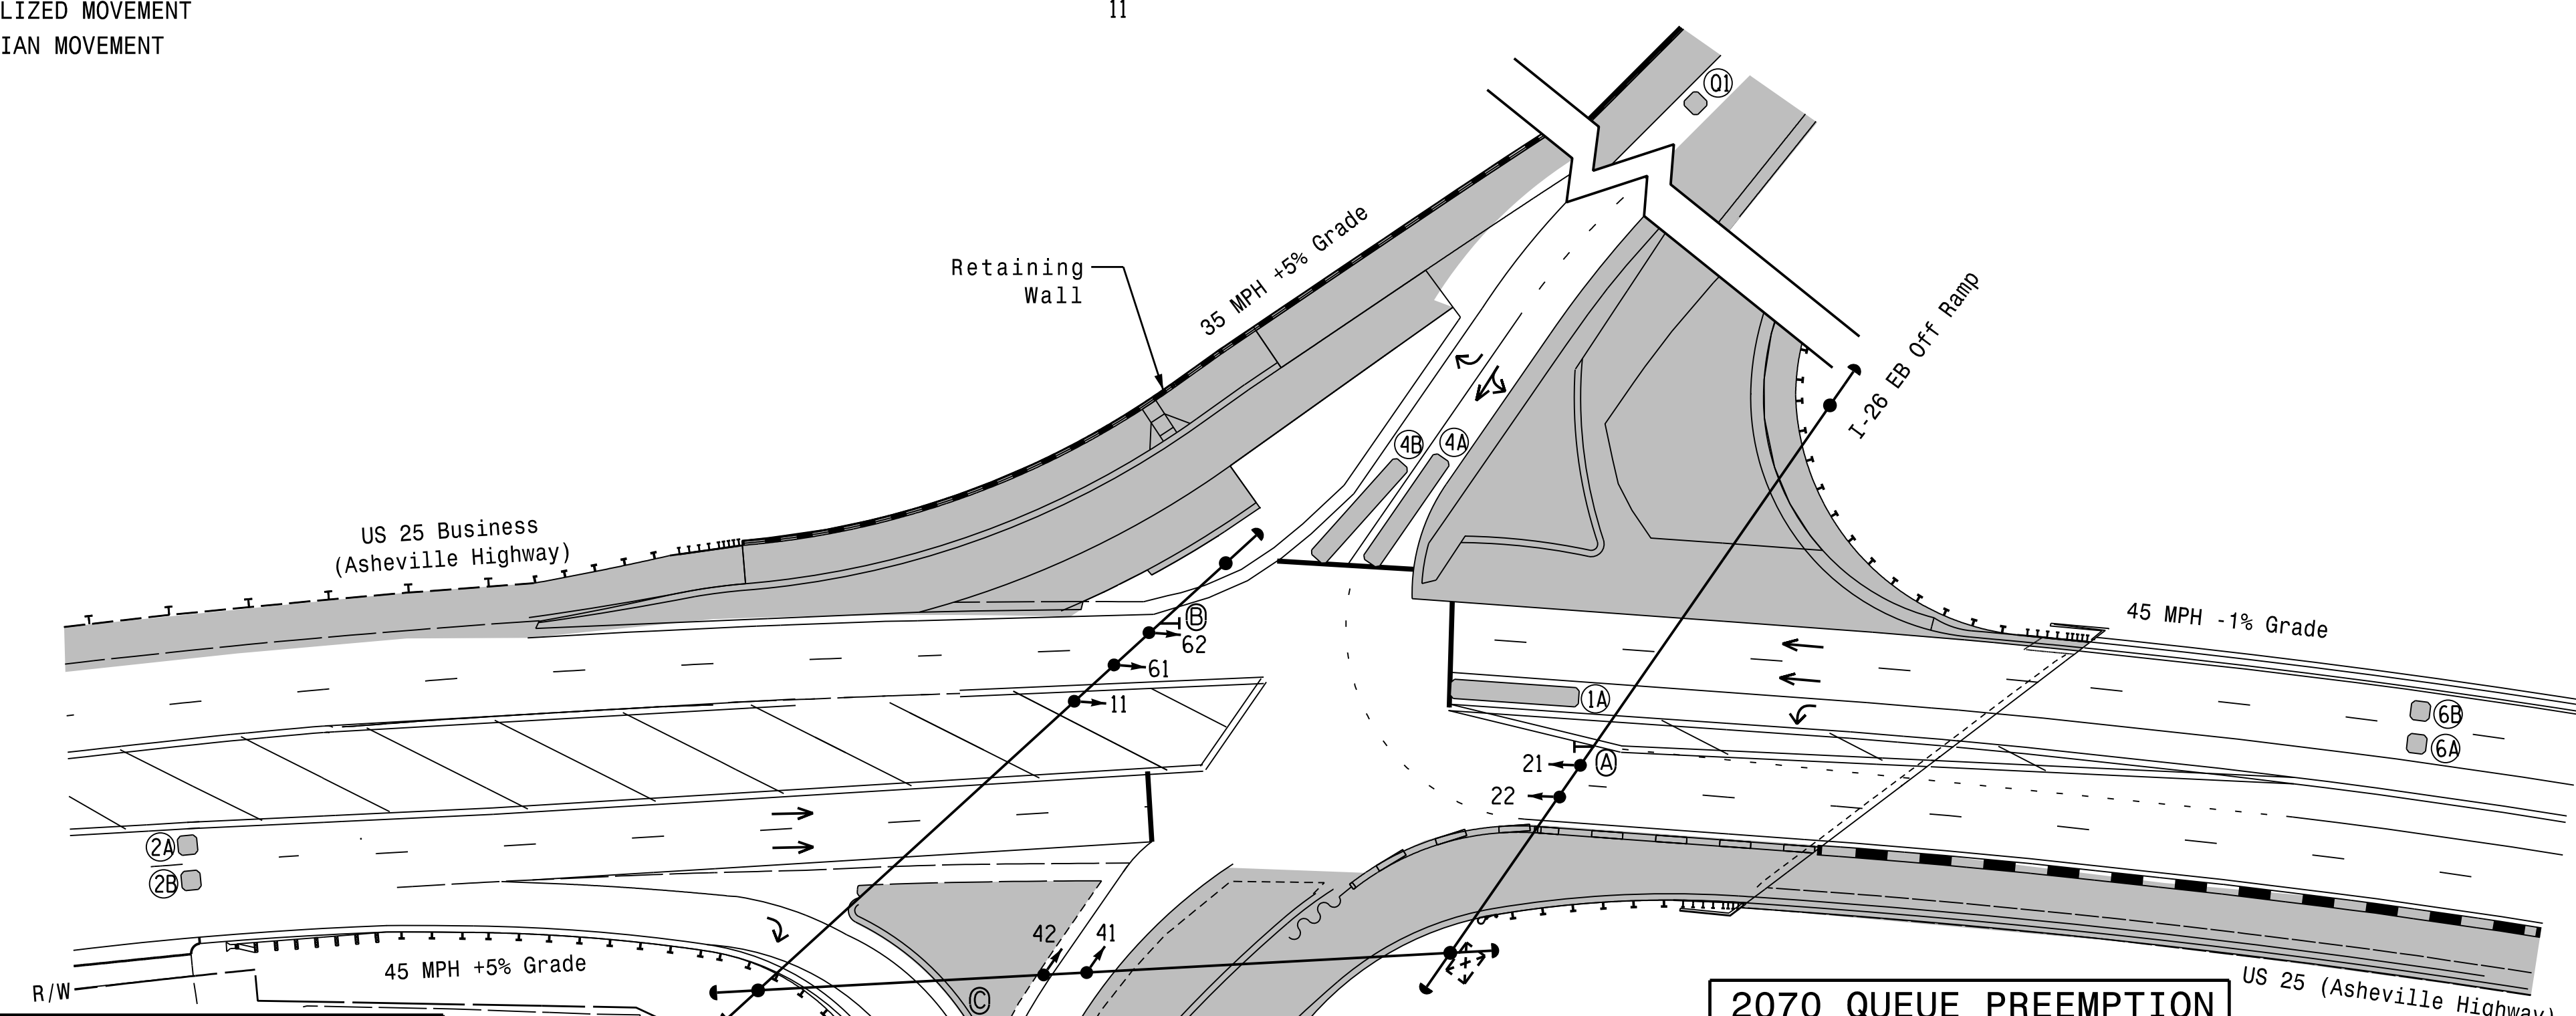 LIZED MOVEMENT
IAN MOVEMENT
11
Q1
35 MPH +5% Grade
Retaining
Wall
I-26 EB Off Ramp
4B
4A
US 25 Business
(Asheville Highway)
B
62
61
11
45 MPH -1% Grade
1A
6B
6A
21
A
22
2A
2B
42
41
45 MPH +5% Grade
R/W
C
US 25 (Asheville Highway)
2070 QUEUE PREEMPTION